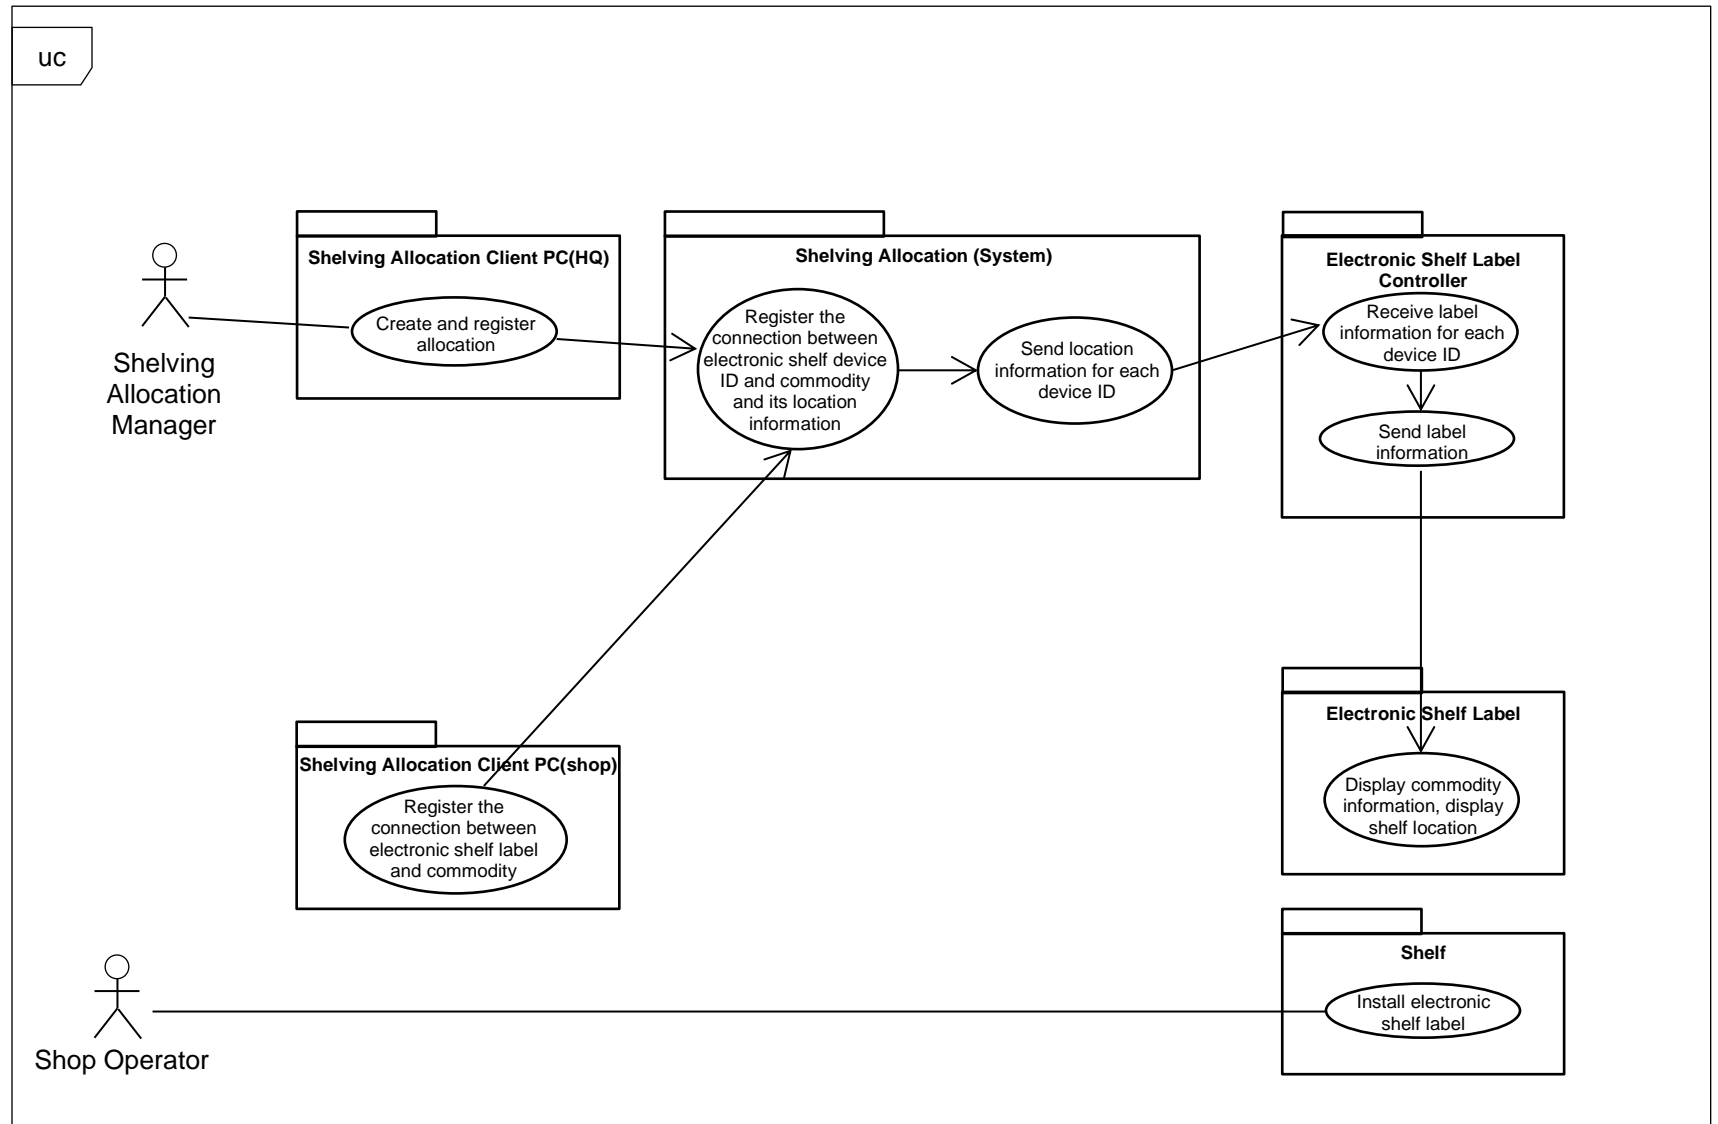 uc
Shelving
Allocation
Manager
Shelving Allocation Client PC(HQ)
Create and register
allocation
Shelving Allocation (System)
Register the
connection between
electronic shelf device
ID and commodity
and its location
information
Send location
information for each
device ID
Electronic Shelf Label
Controller
Receive label
information for each
device ID
Send label
information
Shelving Allocation Client PC(shop)
Register the
connection between
electronic shelf label
and commodity
Electronic Shelf Label
Display commodity
information, display
shelf location
Shelf
Install electronic
shelf label
Shop Operator